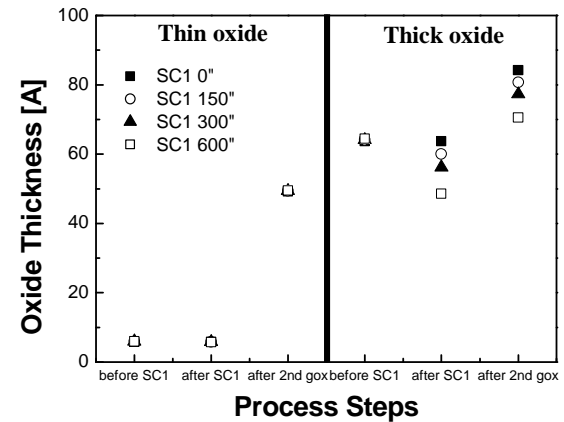 100
80
60
40
20
0
Oxide Thickness [A]
Thin oxide
Thick oxide
SC1 0"
SC1 150"
SC1 300"
SC1 600"
before SC1 after SC1 after 2nd gox before SC1 after SC1 after 2nd gox
Process Steps